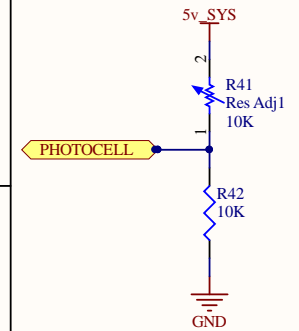 5v_SYS
2
R41
Res Adj1
10K
1
PHOTOCELL
R42
10K
GND